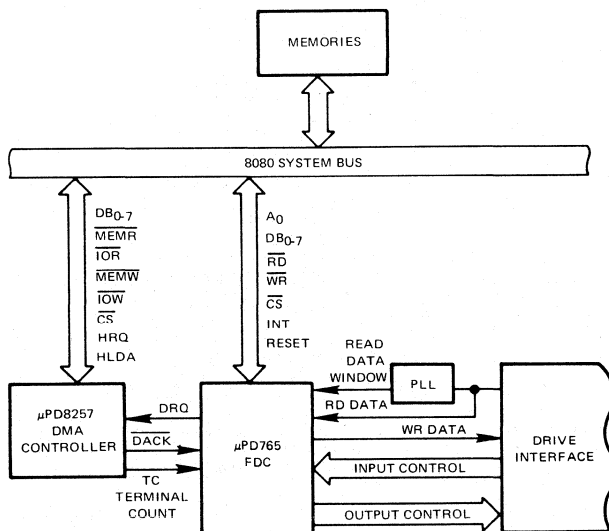 MEMORIES
8080 SYSTEM BUS
DB0-7
MEMR
IOR
MEMW
IOW
CS
HRQ
HLDA
A0
DB0-7
RD
WR
CS
INT
RESET
READ
DATA
WINDOW
PLL
RD DATA
WR DATA
INPUT CONTROL
OUTPUT CONTROL
DRIVE
INTERFACE
μPD8257
DMA
CONTROLLER
DRQ
DACK
TC
TERMINAL
COUNT
μPD765
FDC